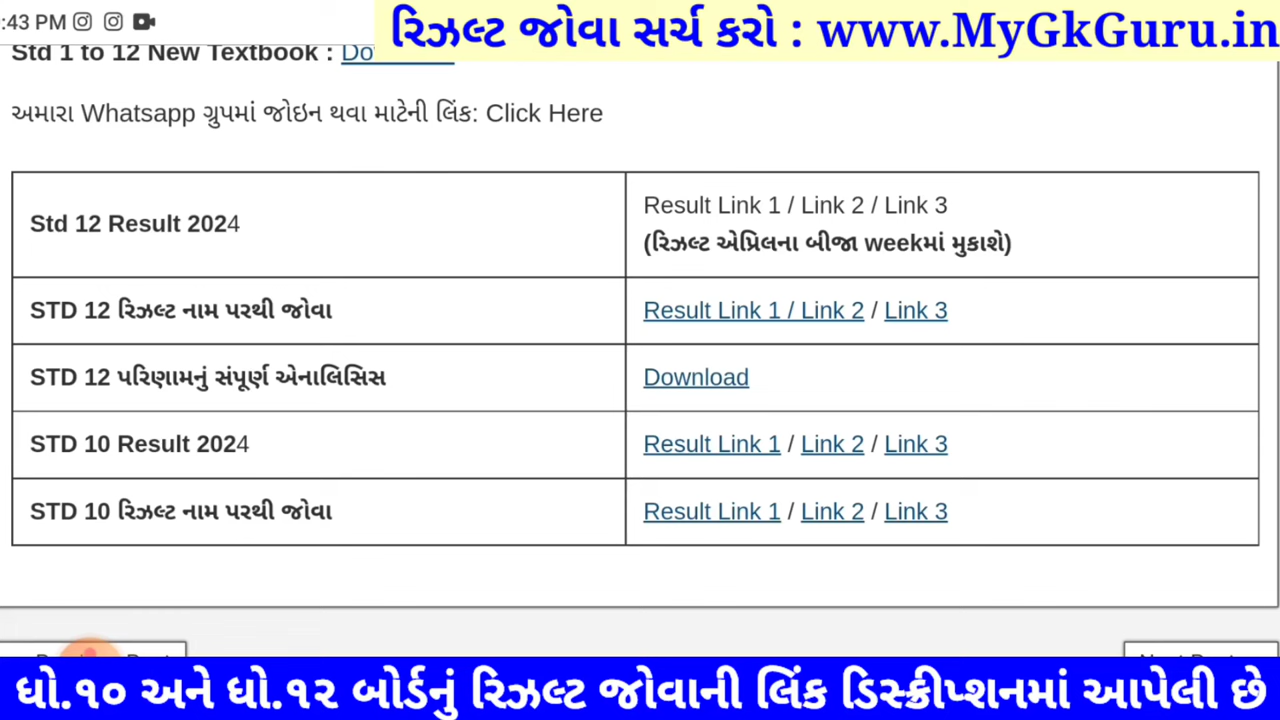 :43 PM
રિઝલ્ટ જોવા સર્ચ કરો : www.MyGkGuru.in
Std 1 to 12 New Textbook :
અમારા Whatsapp ગ્રુપમાં જોઇન થવા માટેની લિંક: Click Here
Std 12 Result 2024
Result Link 1 / Link 2 / Link 3
(રિઝલ્ટ એપ્રિલના બીજા weekમાં મુકાશે)
STD 12 રિઝલ્ટ નામ પરથી જોવા
Result Link 1 / Link 2 / Link 3
STD 12 પરિણામનું સંપૂર્ણ એનાલિસિસ
Download
STD 10 Result 2024
Result Link 1 / Link 2 / Link 3
STD 10 રિઝલ્ટ નામ પરથી જોવા
Result Link 1 / Link 2 / Link 3
ધો.૧૦ અને ધો.૧૨ બોર્ડનું રિઝલ્ટ જોવાની લિંક ડિસ્ક્રીપ્શનમાં આપેલી છે